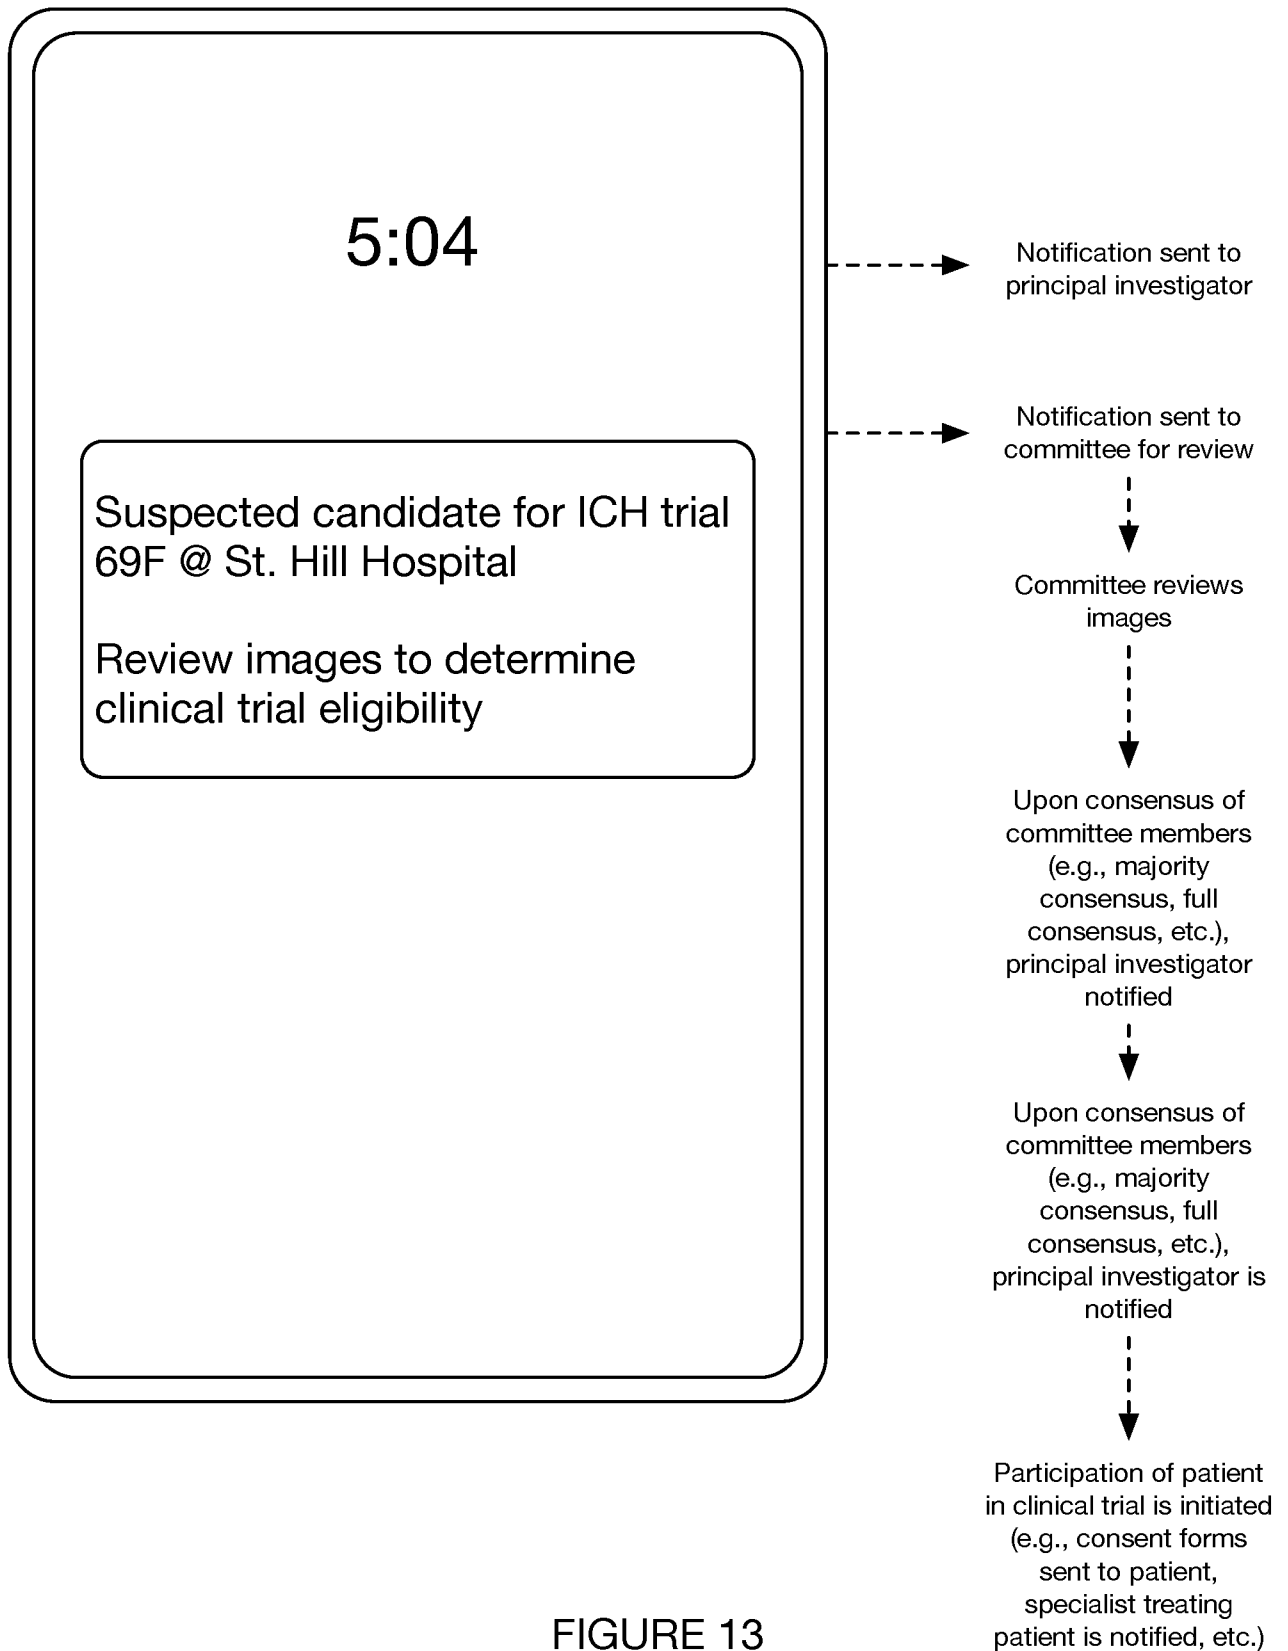 5:04
Suspected candidate for ICH trial
69F @ St. Hill Hospital
Review images to determine
clinical trial eligibility
Notification sent to
principal investigator
Notification sent to
committee for review
Committee reviews
images
Upon consensus of
committee members
(e.g., majority
consensus, full
consensus, etc.),
principal investigator
notified
Upon consensus of
committee members
(e.g., majority
consensus, full
consensus, etc.),
principal investigator is
notified
Participation of patient
in clinical trial is initiated
(e.g., consent forms
sent to patient,
specialist treating
patient is notified, etc.)
FIGURE 13